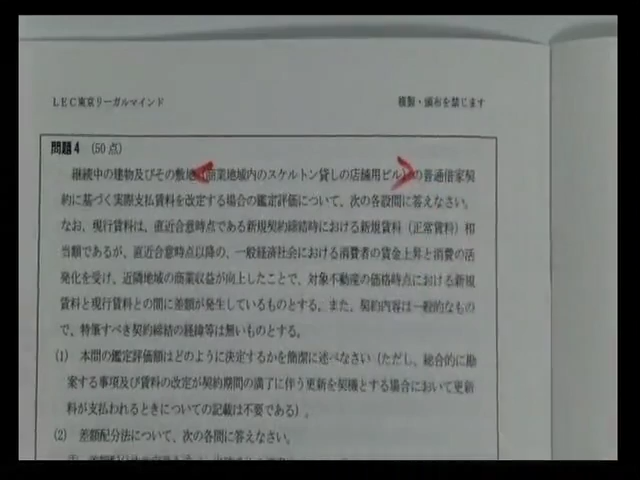 LEC東京リーガルマインド
複製・頒布を禁じます
問題4 (50点)
継続中の建物及びその敷地(商業地域内のスケルトン貸しの店舗用ビル)の普通借家契
約に基づく実際支払賃料を改定する場合の鑑定評価について、次の各設問に答えなさい。
なお、現行賃料は、直近合意時点である新規契約締結時における新規賃料(正常賃料)相
当額であるが、直近合意時点以降の、一般経済社会における消費者の賃金上昇と消費の活
発化を受け、近隣地域の商業収益が向上したことで、対象不動産の価格時点における新規
賃料と現行賃料との間に差額が発生しているものとする。また、契約内容は一般的なもの
で、特筆すべき契約締結の経緯等は無いものとする。
(1) 本問の鑑定評価額はどのように決定するかを簡潔に述べなさい(ただし、総合的に勘
案する事項及び賃料の改定が契約期間の満了に伴う更新を契機とする場合において更新
料が支払われるときについての記載は不要である)。
(2) 差額配分法について、次の各問に答えなさい。